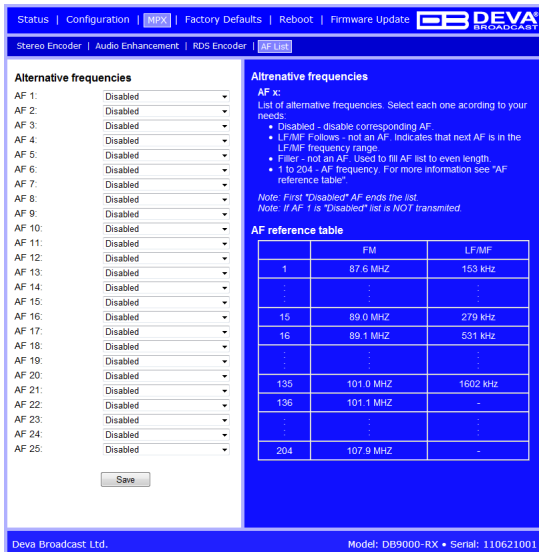 Status | Configuration | MPX | Factory Defaults | Reboot | Firmware Update DB DEVA BROADCAST
Stereo Encoder | Audio Enhancement | RDS Encoder | AF List
Alternative frequencies
AF 1: Disabled
AF 2: Disabled
AF 3: Disabled
AF 4: Disabled
AF 5: Disabled
AF 6: Disabled
AF 7: Disabled
AF 8: Disabled
AF 9: Disabled
AF 10: Disabled
AF 11: Disabled
AF 12: Disabled
AF 13: Disabled
AF 14: Disabled
AF 15: Disabled
AF 16: Disabled
AF 17: Disabled
AF 18: Disabled
AF 19: Disabled
AF 20: Disabled
AF 21: Disabled
AF 22: Disabled
AF 23: Disabled
AF 24: Disabled
AF 25: Disabled
Save
Altrenative frequencies
AF x:
List of alternative frequencies. Select each one acording to your
needs:
• Disabled - disable corresponding AF.
• LF/MF Follows - not an AF. Indicates that next AF is in the
LF/MF frequency range.
• Filler - not an AF. Used to fill AF list to even length.
• 1 to 204 - AF frequency. For more information see "AF
reference table".
Note: First "Disabled" AF ends the list.
Note: If AF 1 is "Disabled" list is NOT transmited.
AF reference table
FM LF/MF
1 87.6 MHZ 153 kHz
: : :
15 89.0 MHZ 279 kHz
16 89.1 MHZ 531 kHz
: : :
135 101.0 MHZ 1602 kHz
136 101.1 MHZ -
: : :
204 107.9 MHZ -
Deva Broadcast Ltd. Model: DB9000-RX • Serial: 110621001